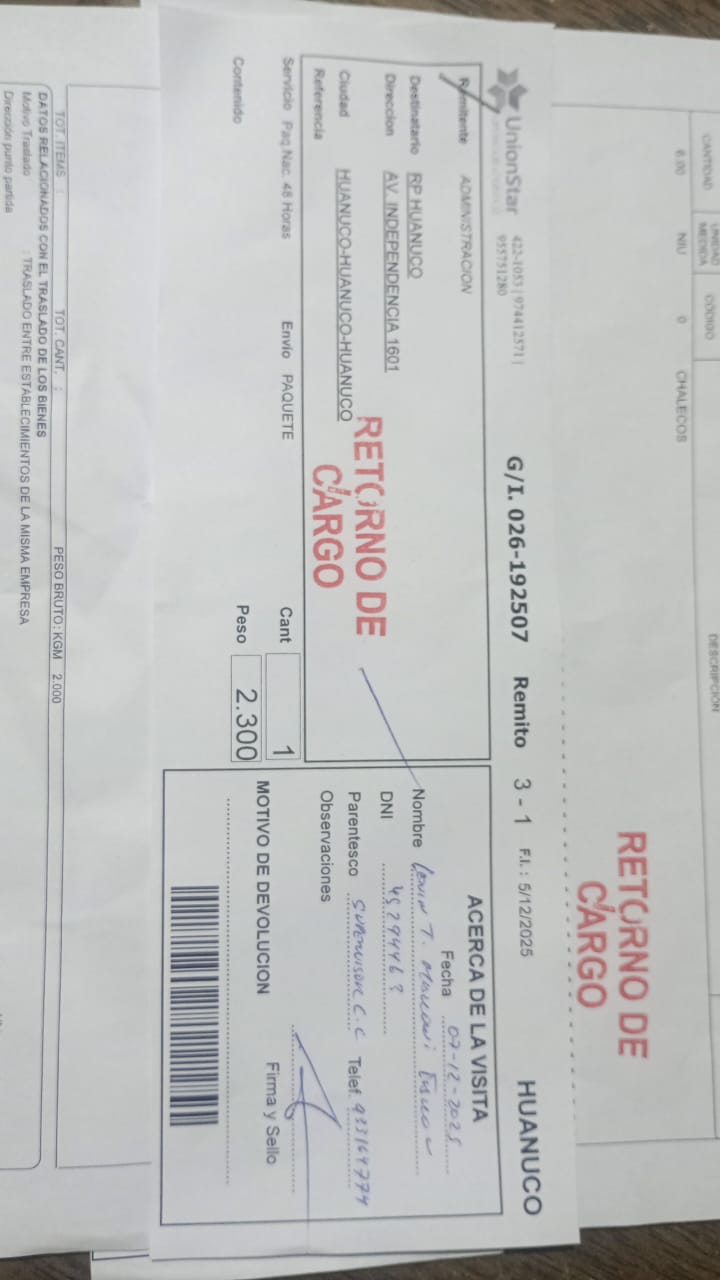 CANTIDAD UNIDAD MEDIDA CÓDIGO DESCRIPCIÓN
6.00 NIU 0 CHALECOS
RETORNO DE
CARGO
UnionStar 422-1053 | 974412571 |
955751280
G/I. 026-192507 Remito 3 - 1 F.I.: 5/12/2025 HUANUCO
Remitente ADMINISTRACION
Destinatario RP HUANUCO
Direccion AV. INDEPENDENCIA 1601
Ciudad HUANUCO-HUANUCO-HUANUCO
Referencia
RETORNO DE
CARGO
Servicio Paq.Nac. 48 Horas Envío PAQUETE Cant 1
Contenido Peso 2.300
ACERCA DE LA VISITA
Fecha 07-12-2025
Nombre T.
DNI
Parentesco SUPERVISOR C.C Telef.
Observaciones
MOTIVO DE DEVOLUCION Firma y Sello
TOT. ITEMS : TOT. CANT. : PESO BRUTO: KGM 2.000
DATOS RELACIONADOS CON EL TRASLADO DE LOS BIENES
Motivo Traslado : TRASLADO ENTRE ESTABLECIMIENTOS DE LA MISMA EMPRESA
Dirección punto partida